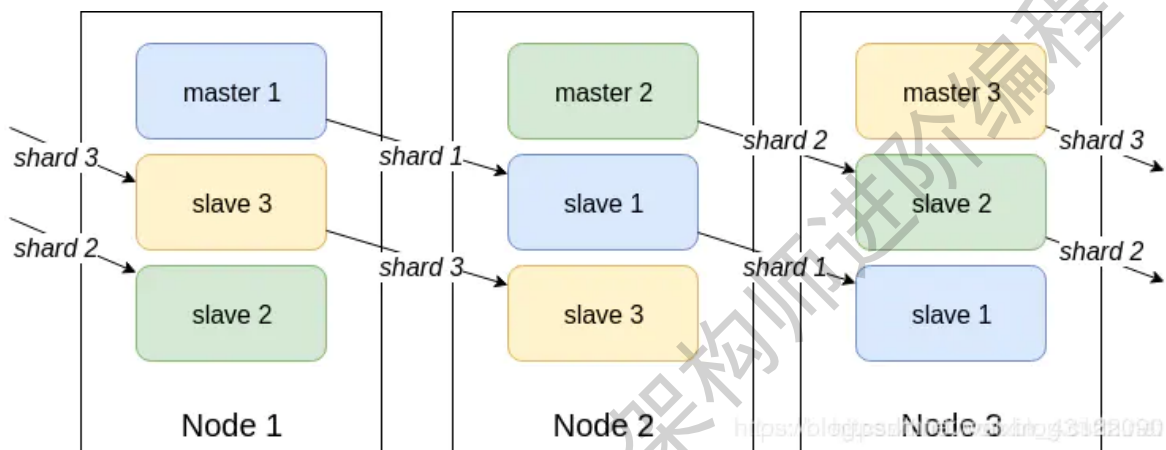 master 1
master 2
master 3
shard 3
shard 1
shard 2
shard 3
slave 3
slave 1
slave 2
shard 2
shard 3
shard 1
shard 2
slave 2
slave 3
slave 1
Node 1
Node 2
Node 3
架构师进阶编程